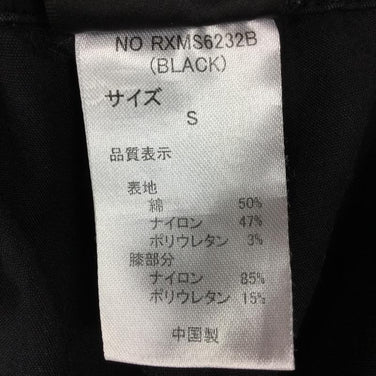 NO RXMS6232B
(BLACK)
サイズ
S
品質表示
表地
綿 50%
ナイロン 47%
ポリウレタン 3%
膝部分
ナイロン 85%
ポリウレタン 15%
中国製